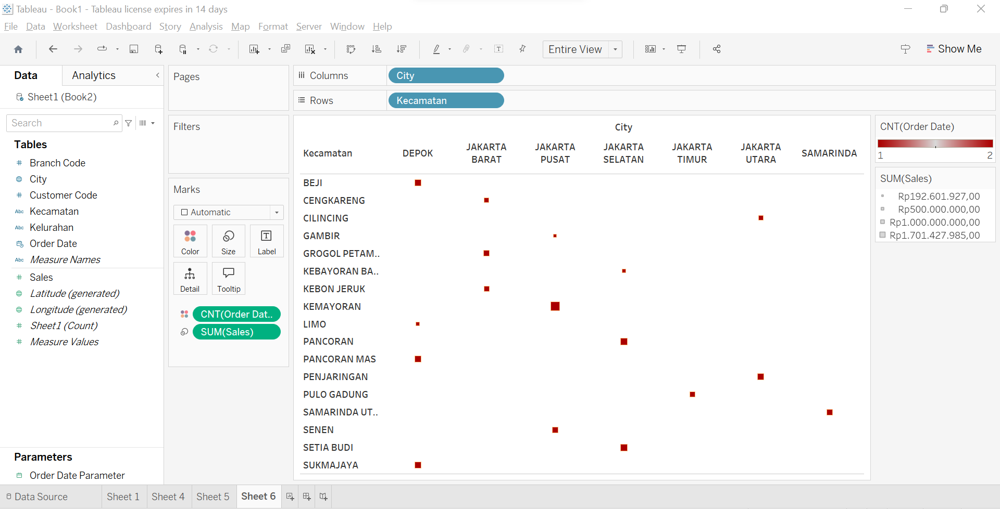 Tableau - Book1 - Tableau license expires in 14 days
File Data Worksheet Dashboard Story Analysis Map Format Server Window Help
Entire View
Show Me
Data Analytics
Sheet1 (Book2)
Search
Tables
# Branch Code
City
# Customer Code
Abc Kecamatan
Abc Kelurahan
Order Date
Abc Measure Names
# Sales
Latitude (generated)
Longitude (generated)
# Sheet1 (Count)
# Measure Values
Parameters
Order Date Parameter
Pages
Filters
Marks
Automatic
Color Size Label
Detail Tooltip
CNT(Order Dat..
SUM(Sales)
Columns City
Rows Kecamatan
City
Kecamatan DEPOK JAKARTA BARAT JAKARTA PUSAT JAKARTA SELATAN JAKARTA TIMUR JAKARTA UTARA SAMARINDA
BEJI
CENGKARENG
CILINCING
GAMBIR
GROGOL PETAM..
KEBAYORAN BA..
KEBON JERUK
KEMAYORAN
LIMO
PANCORAN
PANCORAN MAS
PENJARINGAN
PULO GADUNG
SAMARINDA UT..
SENEN
SETIA BUDI
SUKMAJAYA
CNT(Order Date)
1 2
SUM(Sales)
Rp192.601.927,00
Rp500.000.000,00
Rp1.000.000.000,00
Rp1.701.427.985,00
Data Source Sheet 1 Sheet 4 Sheet 5 Sheet 6